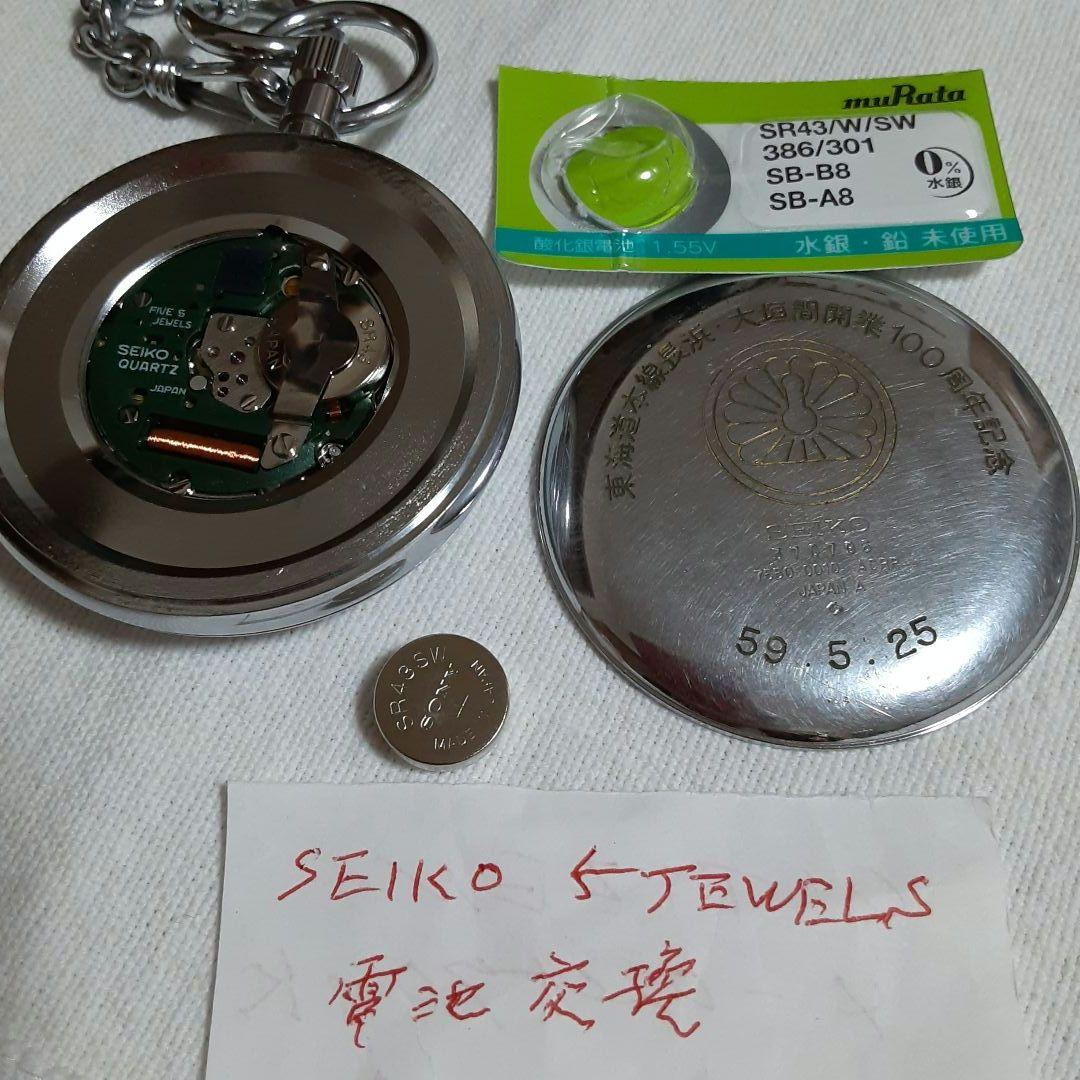 muRata
SR43/W/SW
386/301
SB-B8
SB-A8
0%
水銀
酸化銀電池 1.55V
水銀・鉛 未使用
FIVE 5
JEWELS
SEIKO
QUARTZ
JAPAN
JAPAN
東海道本線長浜・大垣間開業100周年記念
SEIKO
JAPAN A
59.5.25
SR43SW
SONY
MADE
JAPAN
SEIKO 5 JEWELS
電池交換